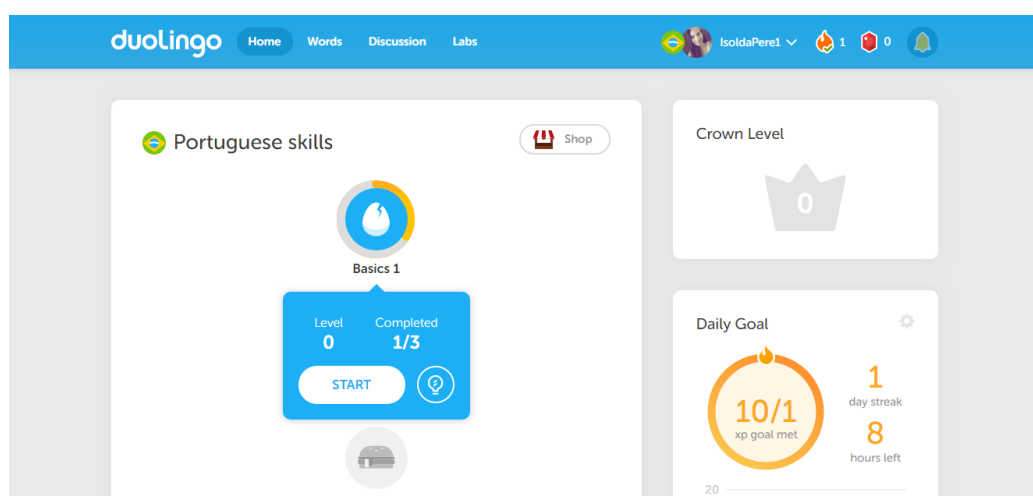 duolingo Home Words Discussion Labs IsoldaPere1 1 0
Portuguese skills
Shop
Basics 1
Level Completed
0 1/3
START
Crown Level
0
Daily Goal
10/1
xp goal met
1
day streak
8
hours left
20